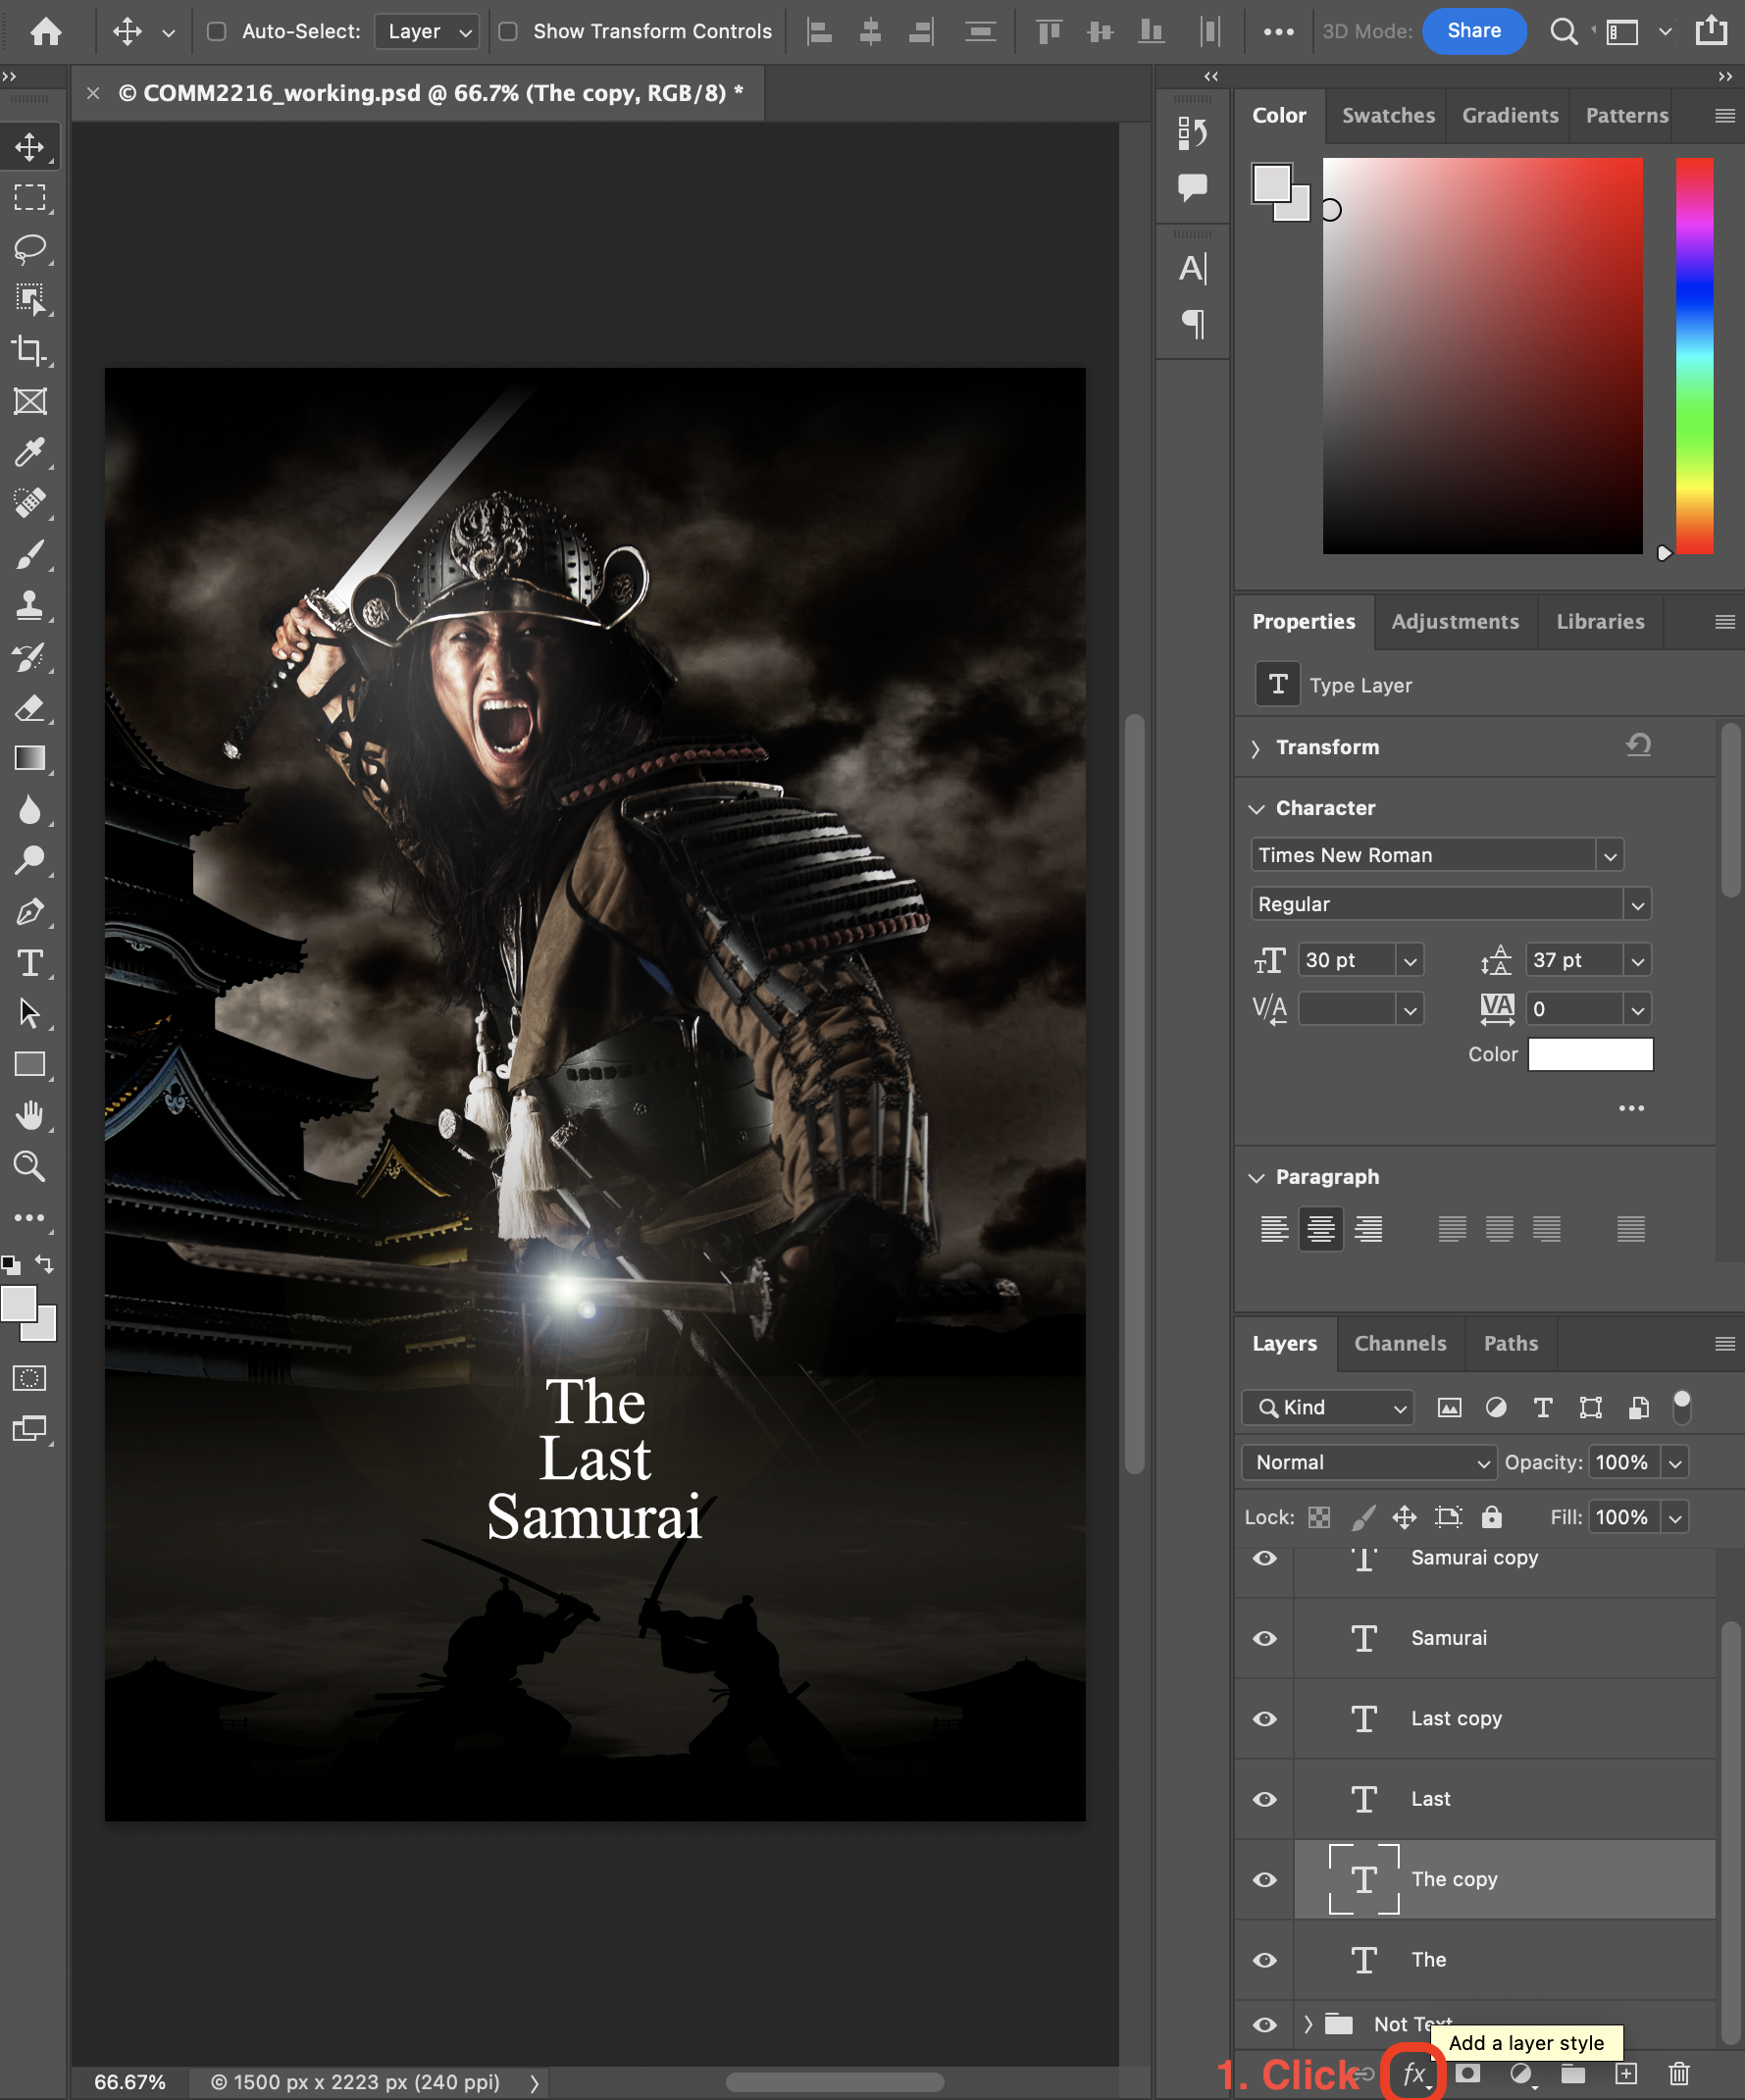 Auto-Select: Layer Show Transform Controls 3D Mode: Share
© COMM2216_working.psd @ 66.7% (The copy, RGB/8) *
Color Swatches Gradients Patterns
Properties Adjustments Libraries
T Type Layer
Transform
Character
Times New Roman
Regular
30 pt 37 pt
0
Color
Paragraph
The
Last
Samurai
Layers Channels Paths
Kind
Normal Opacity: 100%
Lock: Fill: 100%
Samurai copy
Samurai
Last copy
Last
The copy
The
Not Text
Add a layer style
1. Click fx
66.67% © 1500 px x 2223 px (240 ppi)